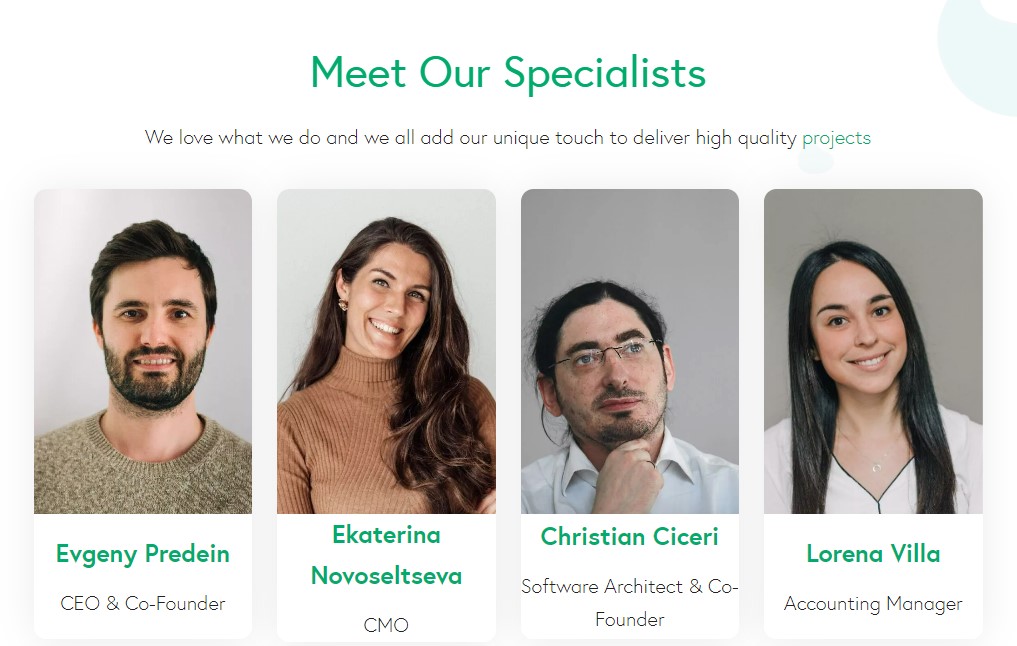 Meet Our Specialists
We love what we do and we all add our unique touch to deliver high quality projects
Evgeny Predein
CEO & Co-Founder
Ekaterina
Novoseltseva
CMO
Christian Ciceri
Software Architect & Co-
Founder
Lorena Villa
Accounting Manager